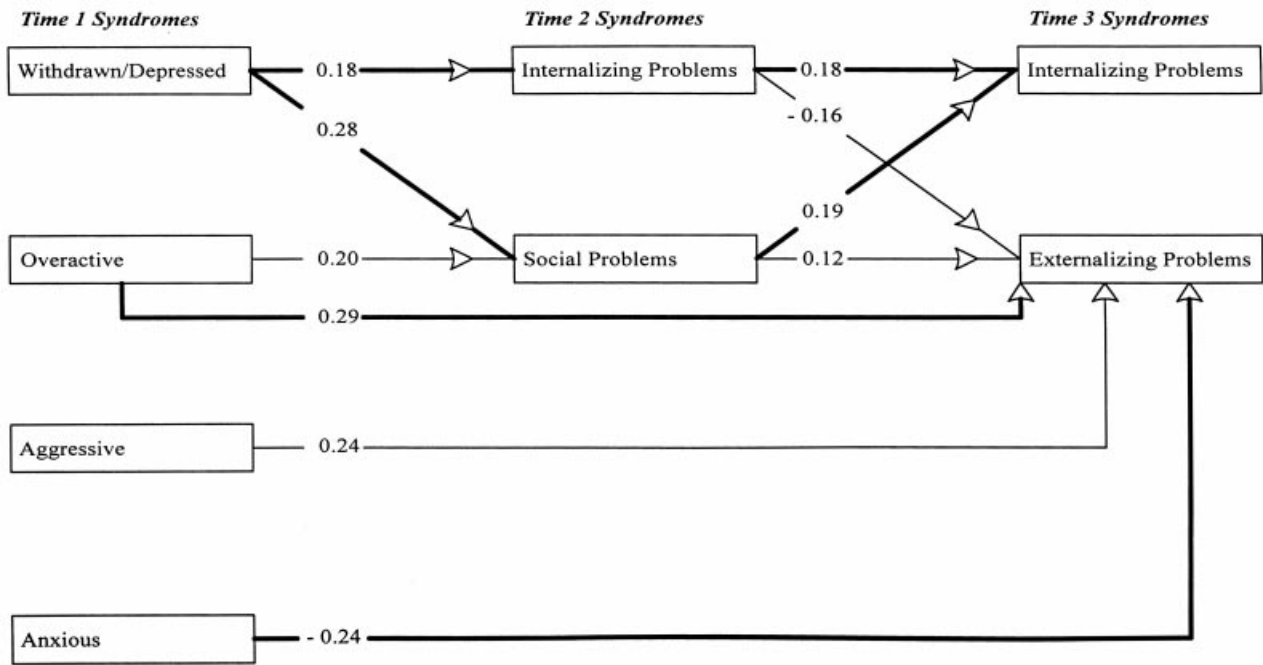 Time 1 Syndromes Time 2 Syndromes Time 3 Syndromes
Withdrawn/Depressed 0.18 Internalizing Problems 0.18 Internalizing Problems
- 0.16
0.28
0.19
Overactive 0.20 Social Problems 0.12 Externalizing Problems
0.29
Aggressive 0.24
Anxious - 0.24